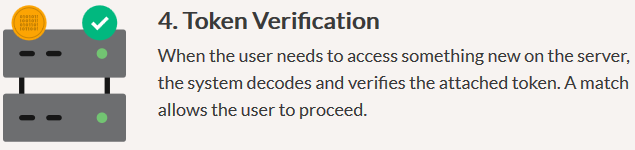 4. Token Verification
When the user needs to access something new on the server,
the system decodes and verifies the attached token. A match
allows the user to proceed.